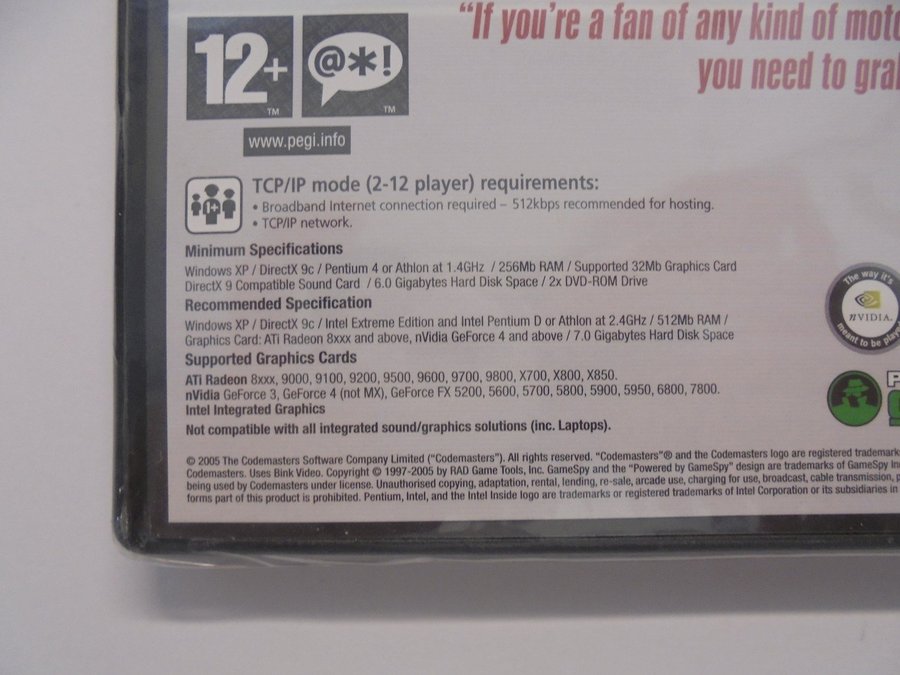 "If you're a fan of any kind of
you need to
12+
TM
@*!
TM
www.pegi.info
TCP/IP mode (2-12 player) requirements:
1+
• Broadband Internet connection required – 512kbps recommended for hosting.
• TCP/IP network.
Minimum Specifications
Windows XP / DirectX 9c / Pentium 4 or Athlon at 1.4GHz / 256Mb RAM / Supported 32Mb Graphics Card
DirectX 9 Compatible Sound Card / 6.0 Gigabytes Hard Disk Space / 2x DVD-ROM Drive
Recommended Specification
Windows XP / DirectX 9c / Intel Extreme Edition and Intel Pentium D or Athlon at 2.4GHz / 512Mb RAM /
Graphics Card: ATi Radeon 8xxx and above, nVidia GeForce 4 and above / 7.0 Gigabytes Hard Disk Space
The way it's
nVIDIA.
meant to be
Supported Graphics Cards
ATi Radeon 8xxx, 9000, 9100, 9200, 9500, 9600, 9700, 9800, X700, X800, X850.
nVidia GeForce 3, GeForce 4 (not MX), GeForce FX 5200, 5600, 5700, 5800, 5900, 5950, 6800, 7800.
Intel Integrated Graphics
Not compatible with all integrated sound/graphics solutions (inc. Laptops).
© 2005 The Codemasters Software Company Limited ("Codemasters"). All rights reserved. "Codemasters"® and the Codemasters logo are registered
Codemasters. Uses Bink Video. Copyright © 1997-2005 by RAD Game Tools, Inc. GameSpy and the "Powered by GameSpy" design are trademarks of GameSpy
being used by Codemasters under license. Unauthorised copying, adaptation, rental, lending, re-sale, arcade use, charging for use, broadcast, cable transmission,
forms part of this product is prohibited. Pentium, Intel, and the Intel Inside logo are trademarks or registered trademarks of Intel Corporation or its subsidiaries in